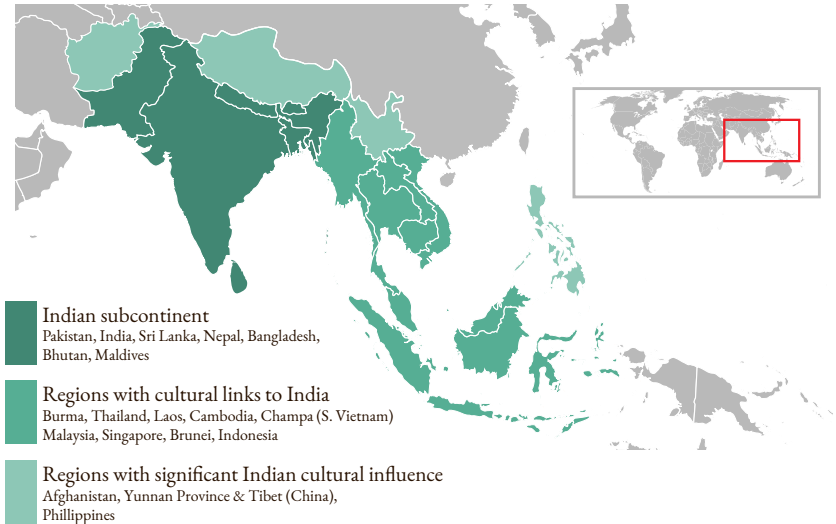 Indian subcontinent
Pakistan, India, Sri Lanka, Nepal, Bangladesh,
Bhutan, Maldives
Regions with cultural links to India
Burma, Thailand, Laos, Cambodia, Champa (S. Vietnam)
Malaysia, Singapore, Brunei, Indonesia
Regions with significant Indian cultural influence
Afghanistan, Yunnan Province & Tibet (China),
Phillippines